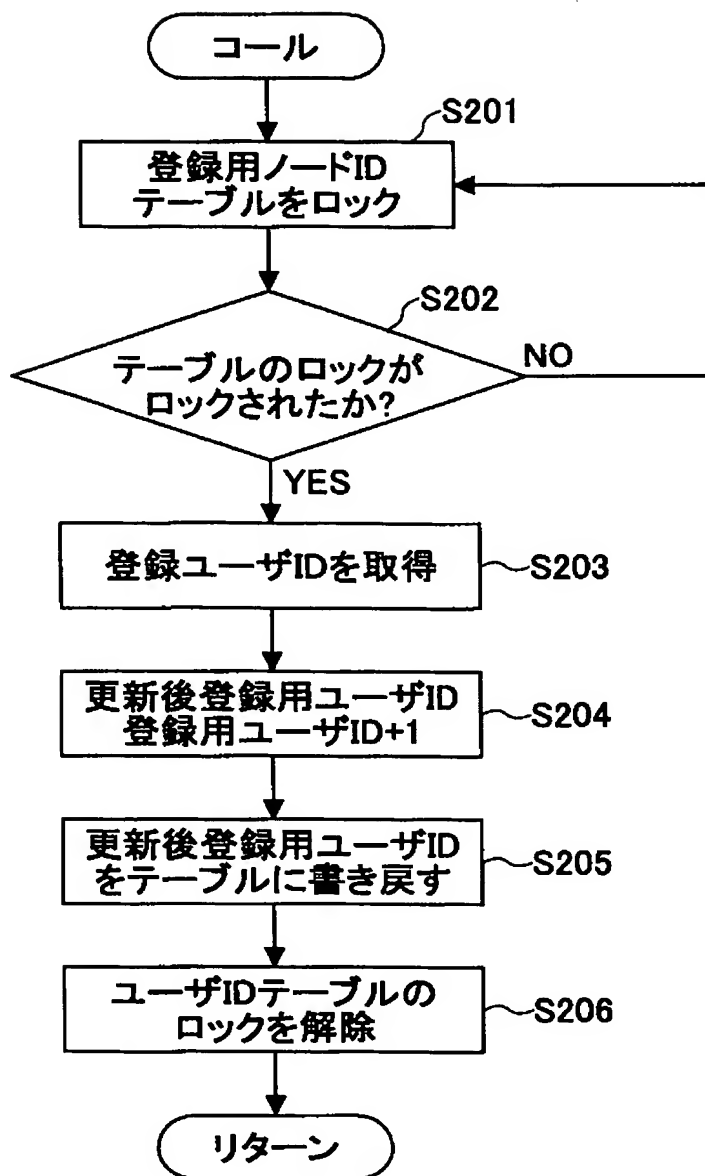 コール
S201
登録用ノードID
テーブルをロック
S202
テーブルのロックが
ロックされたか?
NO
YES
登録ユーザIDを取得
S203
更新後登録用ユーザID
登録用ユーザID+1
S204
更新後登録用ユーザID
をテーブルに書き戻す
S205
ユーザIDテーブルの
ロックを解除
S206
リターン